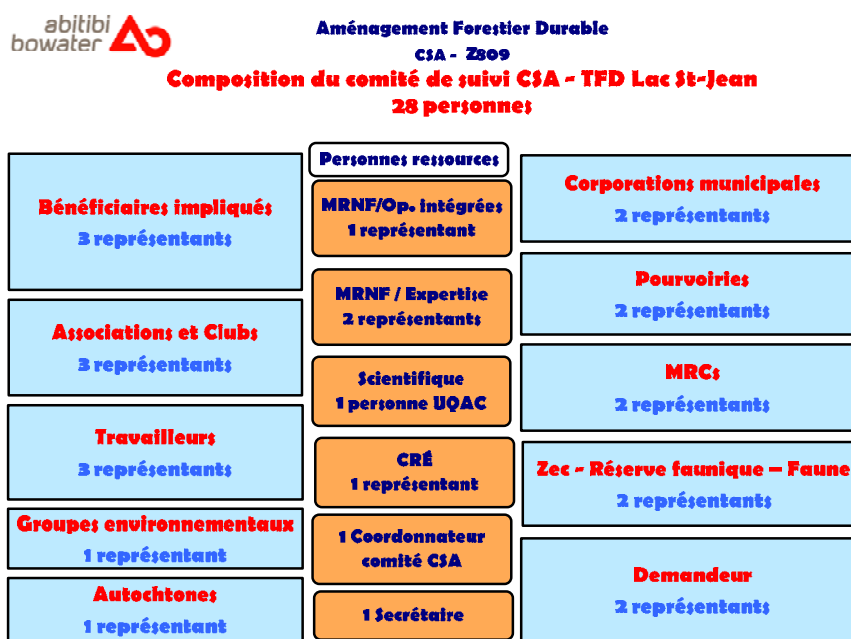 abitibi
bowater
Aménagement Forestier Durable
CSA - Z809
Composition du comité de suivi CSA - TFD Lac St-Jean
28 personnes
Bénéficiaires impliqués
3 représentants
Associations et Clubs
3 représentants
Travailleurs
3 représentants
Groupes environnementaux
1 représentant
Autochtones
1 représentant
Personnes ressources
MRNF/Op. intégrées
1 représentant
MRNF / Expertise
2 représentants
Scientifique
1 personne UQAC
CRÉ
1 représentant
1 Coordonnateur
comité CSA
1 Secrétaire
Corporations municipales
2 représentants
Pourvoiries
2 représentants
MRCs
2 représentants
Zec - Réserve faunique – Faune
2 représentants
Demandeur
2 représentants